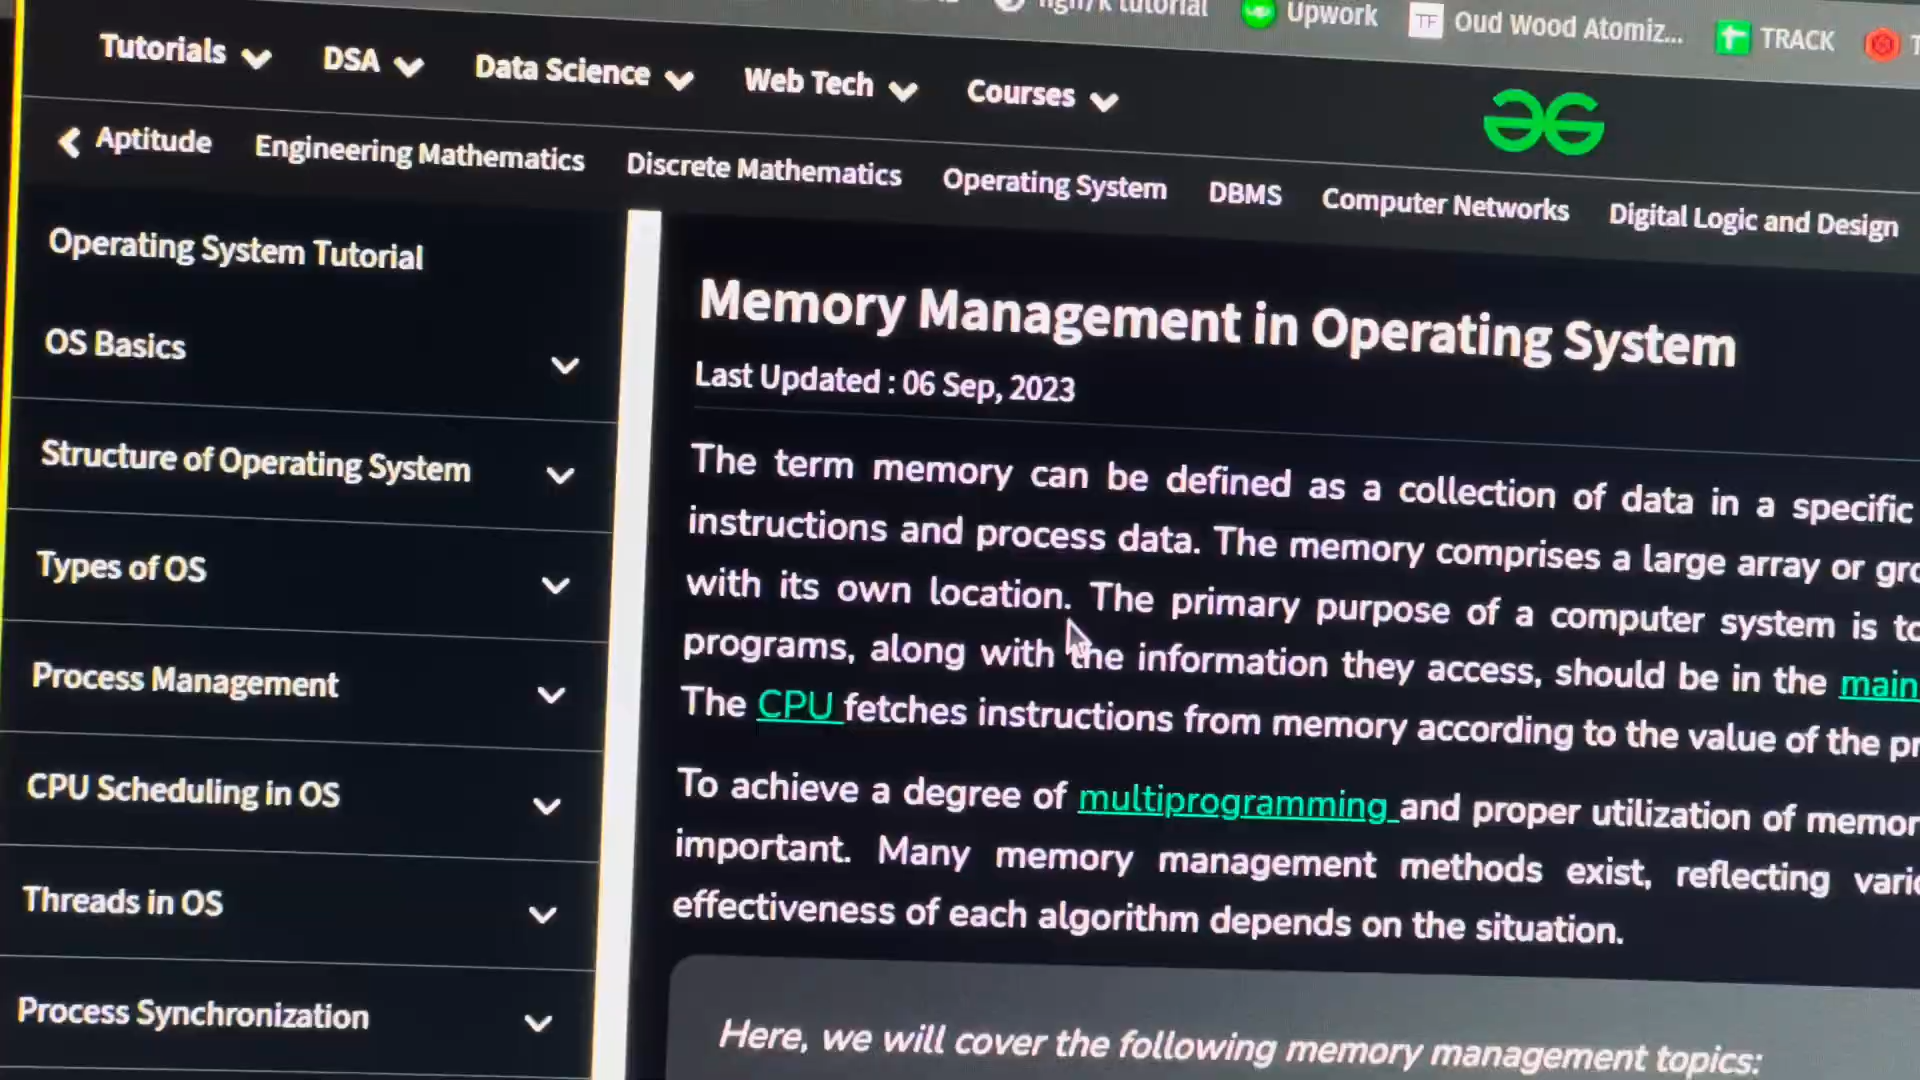 tutorial Upwork TF Oud Wood Atomiz... TRACK
Tutorials DSA Data Science Web Tech Courses
Aptitude Engineering Mathematics Discrete Mathematics Operating System DBMS Computer Networks Digital Logic and Design
Operating System Tutorial
OS Basics
Structure of Operating System
Types of OS
Process Management
CPU Scheduling in OS
Threads in OS
Process Synchronization
Memory Management in Operating System
Last Updated : 06 Sep, 2023
The term memory can be defined as a collection of data in a specific
instructions and process data. The memory comprises a large array or gro
with its own location. The primary purpose of a computer system is to
programs, along with the information they access, should be in the main
The CPU fetches instructions from memory according to the value of the pr
To achieve a degree of multiprogramming and proper utilization of memor
important. Many memory management methods exist, reflecting vario
effectiveness of each algorithm depends on the situation.
Here, we will cover the following memory management topics: